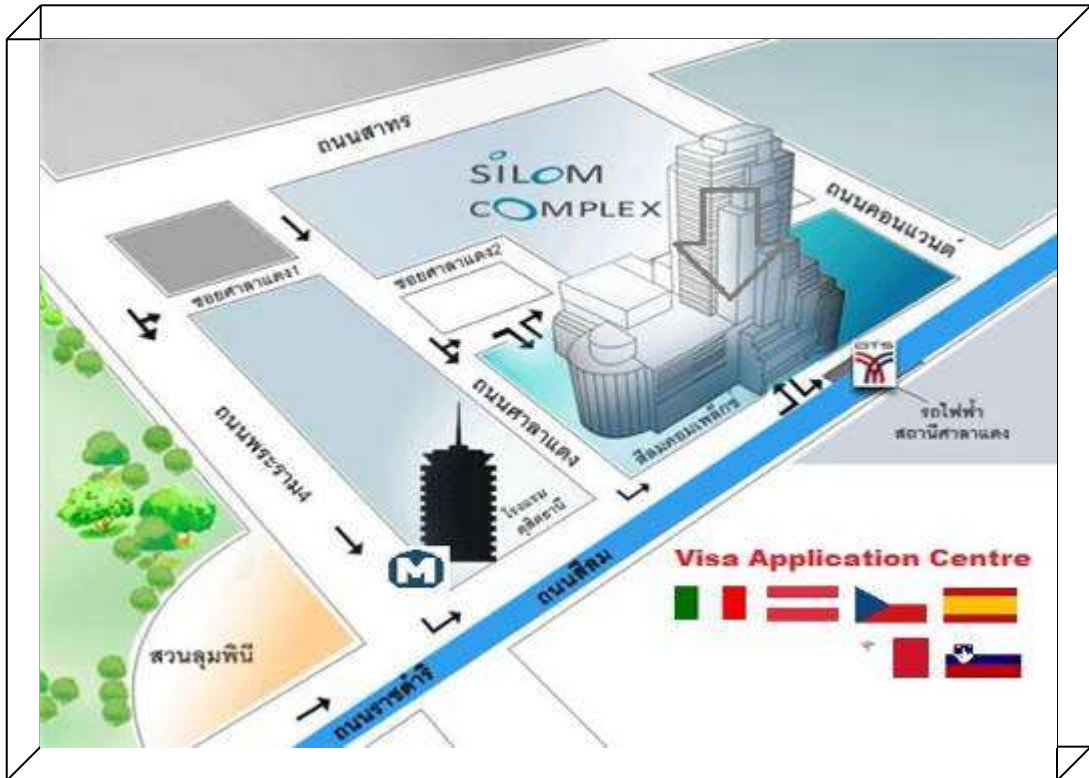 ถนนสาทร
SILOM
COMPLEX
ถนนคอนแวนต์
ซอยศาลาแดง2
ซอยศาลาแดง1
BTS
รถไฟฟ้า
สถานีศาลาแดง
ถนนศาลาแดง
สีลมคอมเพล็กซ
ถนนพระราม4
โรงแรม
ดุสิตธานี
M
ถนนสีลม
Visa Application Centre
สวนลุมพินี
ถนนราชดำริ